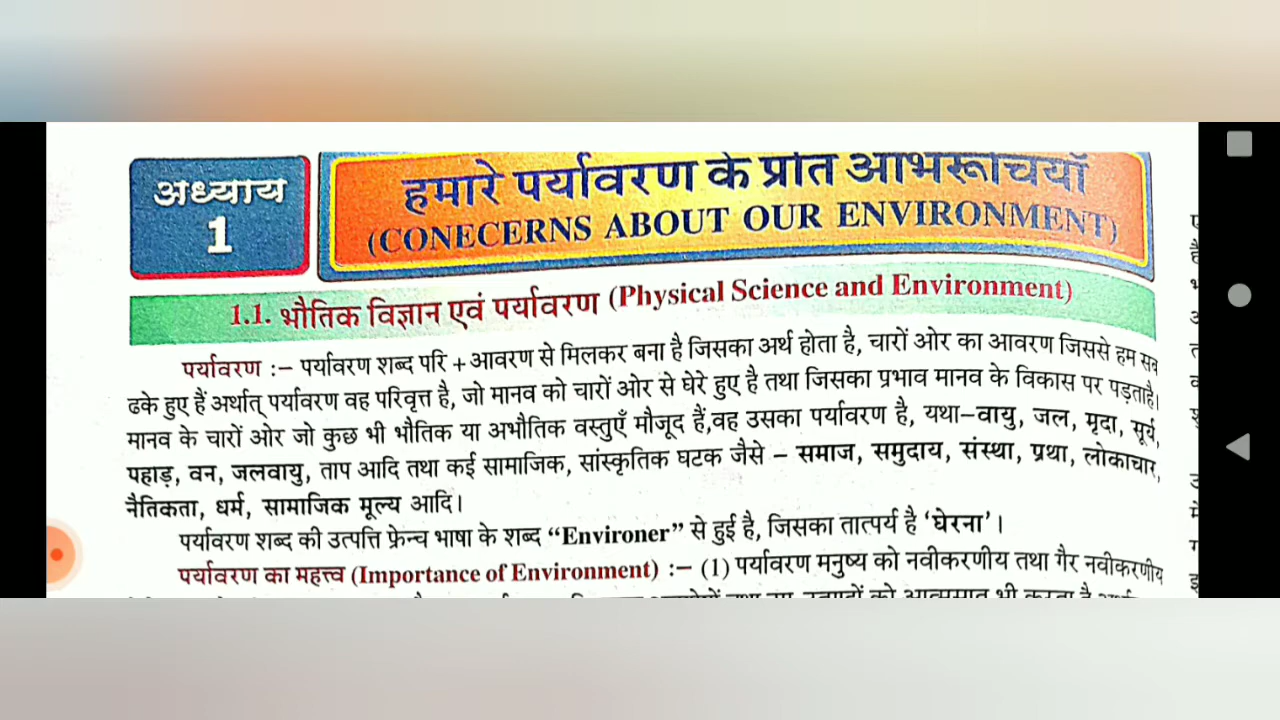 अध्याय
1
हमारे पर्यावरण के प्रति अभिरूचियाँ
(CONECERNS ABOUT OUR ENVIRONMENT)
1.1. भौतिक विज्ञान एवं पर्यावरण (Physical Science and Environment)
पर्यावरण :– पर्यावरण शब्द परि + आवरण से मिलकर बना है जिसका अर्थ होता है, चारों ओर का आवरण जिससे हम सब
ढके हुए हैं अर्थात् पर्यावरण वह परिवृत्त है, जो मानव को चारों ओर से घेरे हुए है तथा जिसका प्रभाव मानव के विकास पर पड़ताहै।
मानव के चारों ओर जो कुछ भी भौतिक या अभौतिक वस्तुएँ मौजूद हैं,वह उसका पर्यावरण है, यथा–वायु, जल, मृदा, सूर्य,
पहाड़, वन, जलवायु, ताप आदि तथा कई सामाजिक, सांस्कृतिक घटक जैसे – समाज, समुदाय, संस्था, प्रथा, लोकाचार,
नैतिकता, धर्म, सामाजिक मूल्य आदि।
पर्यावरण शब्द की उत्पत्ति फ्रेन्च भाषा के शब्द “Environer” से हुई है, जिसका तात्पर्य है ‘घेरना’।
पर्यावरण का महत्त्व (Importance of Environment) :– (1) पर्यावरण मनुष्य को नवीकरणीय तथा गैर नवीकरणीय
को आत्मसात भी करता है